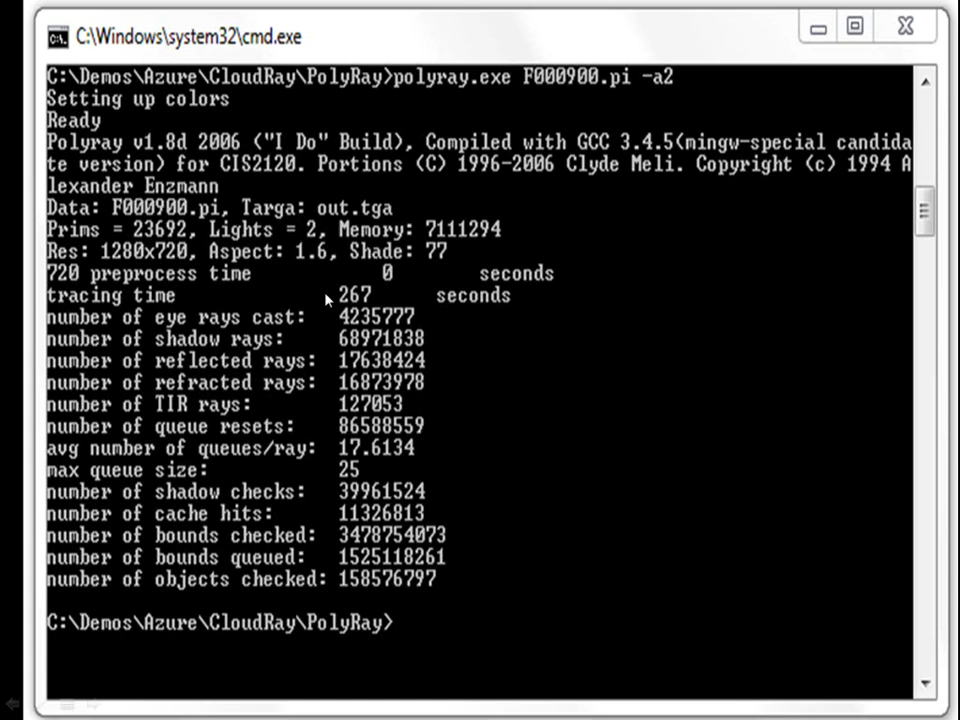 C:\Windows\system32\cmd.exe
C:\Demos\Azure\CloudRay\PolyRay>polyray.exe F000900.pi -a2
Setting up colors
Ready
Polyray v1.8d 2006 ("I Do" Build), Compiled with GCC 3.4.5(mingw-special candida
te version) for CIS2120. Portions (C) 1996-2006 Clyde Meli. Copyright (c) 1994 A
lexander Enzmann
Data: F000900.pi, Targa: out.tga
Prims = 23692, Lights = 2, Memory: 7111294
Res: 1280x720, Aspect: 1.6, Shade: 77
720 preprocess time 0 seconds
tracing time 267 seconds
number of eye rays cast: 4235777
number of shadow rays: 68971838
number of reflected rays: 17638424
number of refracted rays: 16873978
number of TIR rays: 127053
number of queue resets: 86588559
avg number of queues/ray: 17.6134
max queue size: 25
number of shadow checks: 39961524
number of cache hits: 11326813
number of bounds checked: 3478754073
number of bounds queued: 1525118261
number of objects checked: 158576797
C:\Demos\Azure\CloudRay\PolyRay>